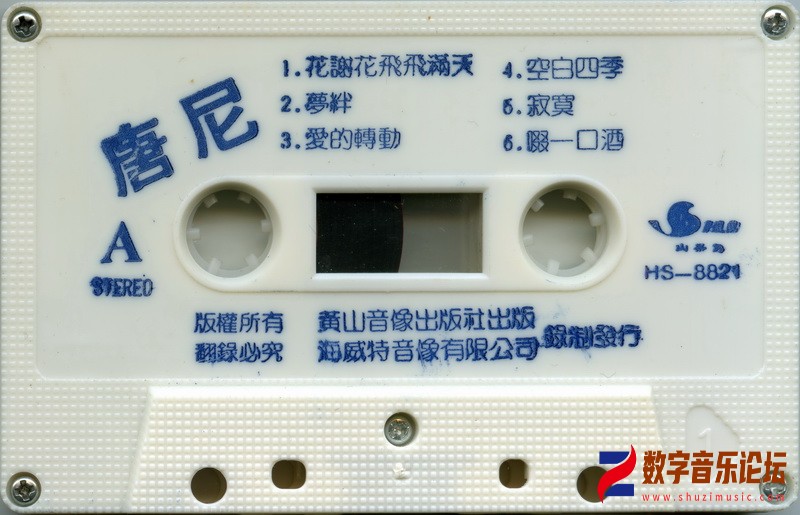 唐尼
1.花謝花飛飛滿天
2.夢絆
3.愛的轉動
4.空白四季
5.寂寞
6.啜一口酒
A
STEREO
HS-8821
版權所有
翻錄必究
黃山音像出版社出版
海威特音像有限公司錄制發行
1
数字音乐论坛
www.shuzimusic.com